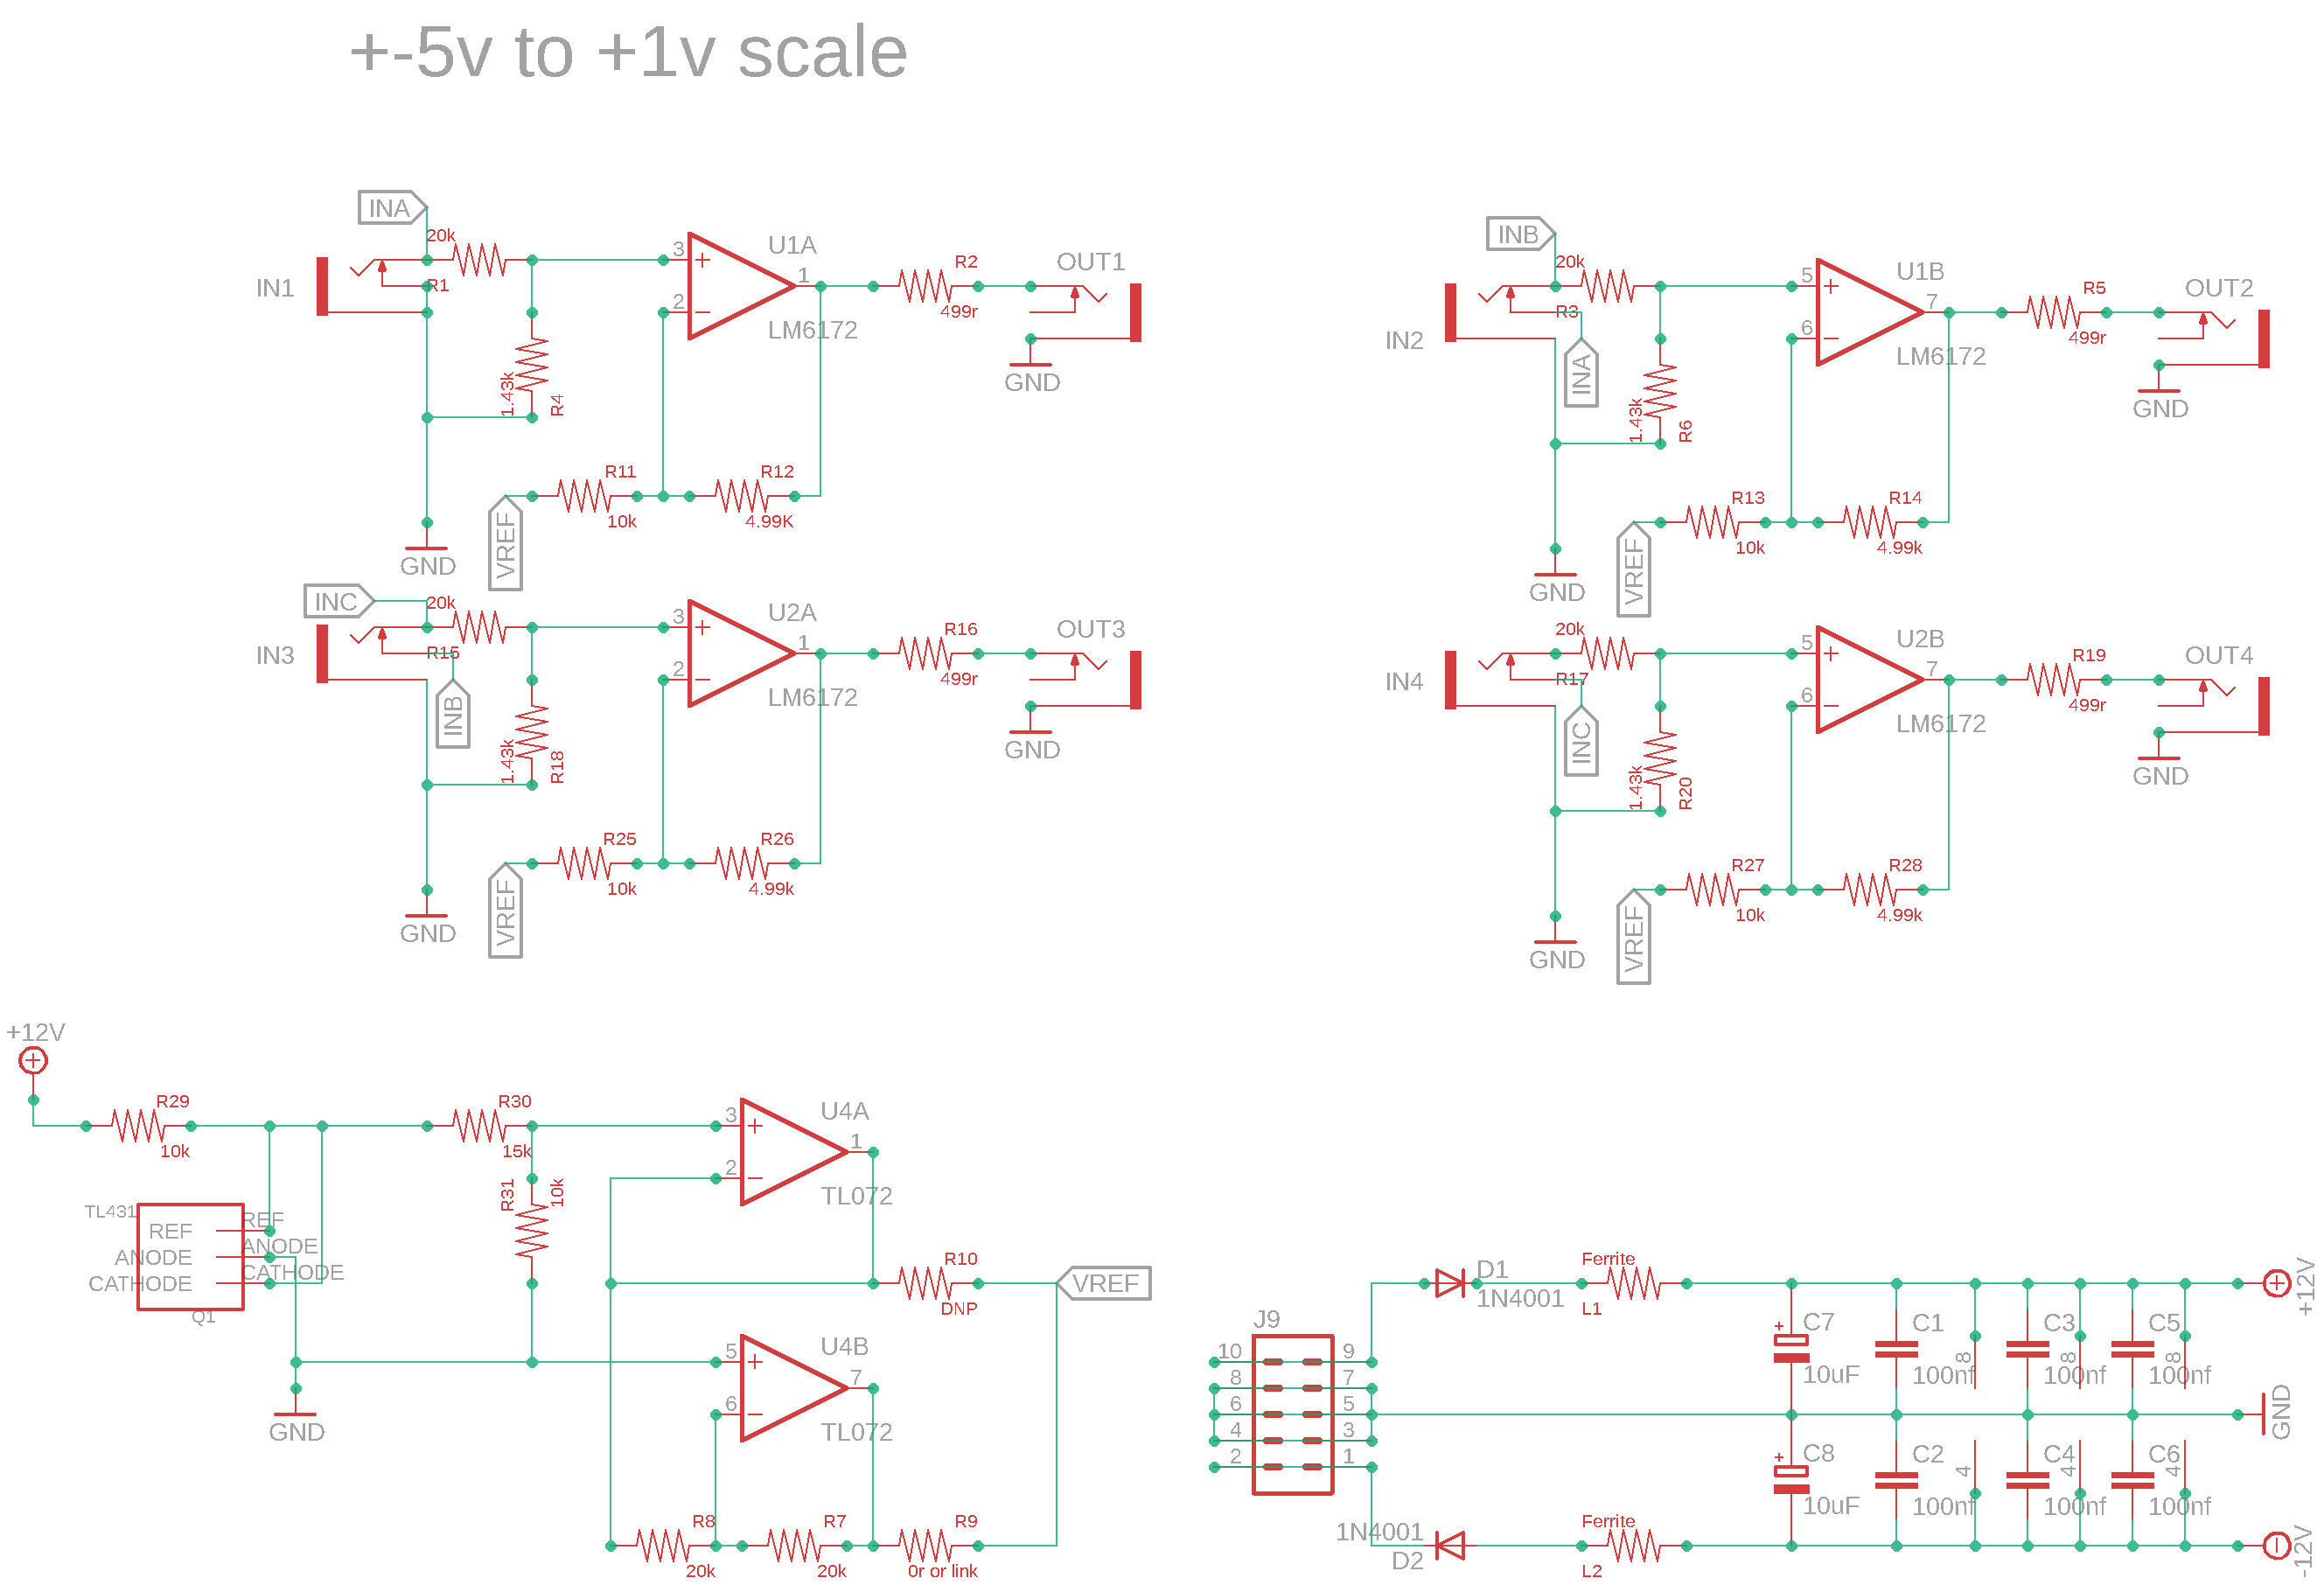 +-5v to +1v scale
INA
20k
R1
IN1
3
2
1
U1A
LM6172
R2
499r
OUT1
GND
1.43k
R4
R11
10k
R12
4.99K
VREF
GND
INB
20k
R3
IN2
INA
5
6
7
U1B
LM6172
R5
499r
OUT2
GND
1.43k
R6
R13
10k
R14
4.99k
VREF
GND
INC
20k
R15
IN3
INB
3
2
1
U2A
LM6172
R16
499r
OUT3
GND
1.43k
R18
R25
10k
R26
4.99k
VREF
GND
20k
R17
IN4
INC
5
6
7
U2B
LM6172
R19
499r
OUT4
GND
1.43k
R20
R27
10k
R28
4.99k
VREF
GND
+12V
R29
10k
R30
15k
R31
10k
TL431
REF
ANODE
CATHODE
REF
ANODE
CATHODE
Q1
GND
3
2
1
U4A
TL072
R10
DNP
VREF
5
6
7
U4B
TL072
R8
20k
R7
20k
R9
0r or link
J9
10
8
6
4
2
9
7
5
3
1
D1
1N4001
Ferrite
L1
1N4001
D2
Ferrite
L2
C7
10uF
C1
100nf
8
C3
100nf
8
C5
100nf
8
+12V
GND
C8
10uF
C2
100nf
4
C4
100nf
4
C6
100nf
4
-12V